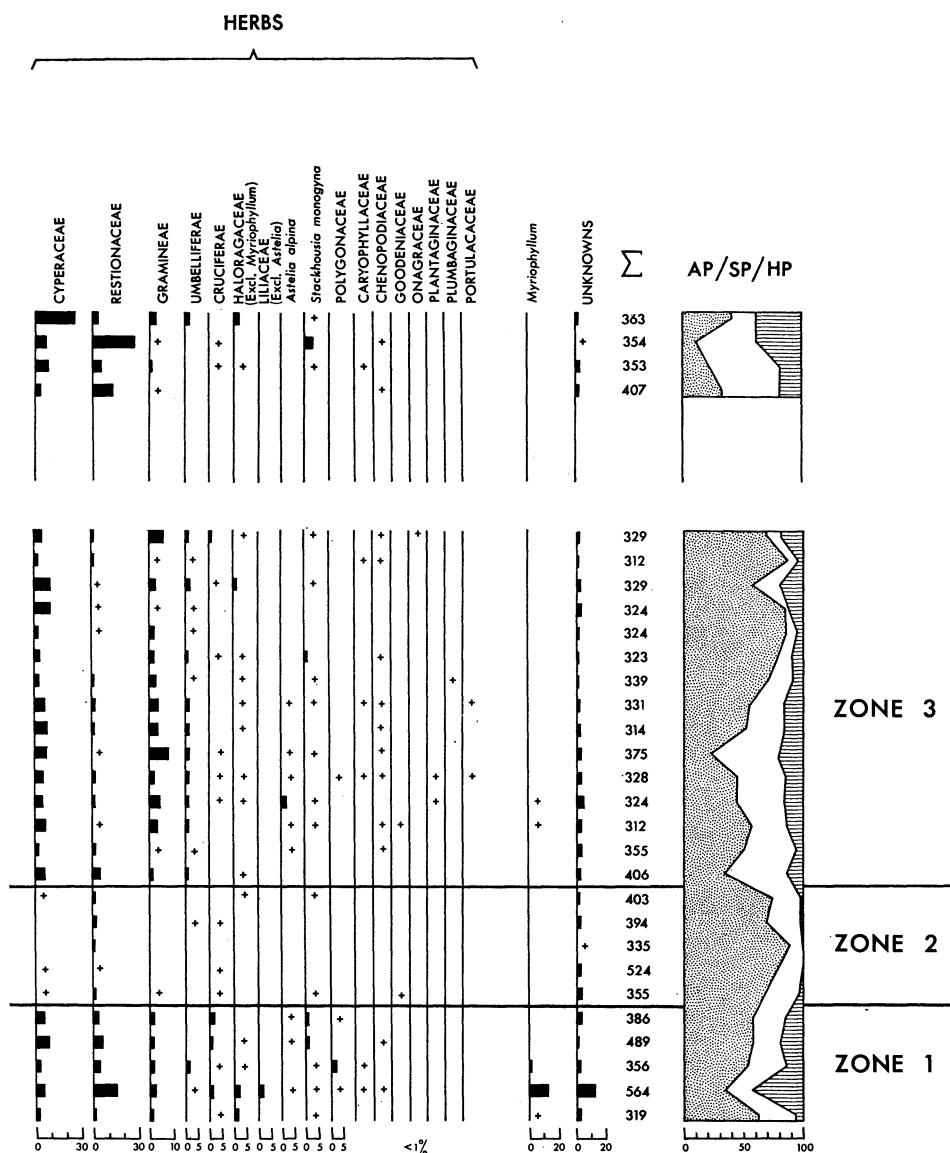 HERBS
CYPERACEAE
RESTIONACEAE
GRAMINEAE
UMBELLIFERAE
CRUCIFERAE
HALORAGACEAE
(Excl. Myriophyllum)
LILIACEAE
(Excl. Astelia)
Astelia alpina
Stackhousia monogyna
POLYGONACEAE
CARYOPHYLLACEAE
CHENOPODIACEAE
GOODENIACEAE
ONAGRACEAE
PLANTAGINACEAE
PLUMBAGINACEAE
PORTULACACEAE
Myriophyllum
UNKNOWNS
Σ
AP/SP/HP
+ 363
+ + + + 354
+ + + + 353
+ + 407
+ + + + 329
+ + + + 312
+ + + 329
+ + + 324
+ + 324
+ + + 323
+ + + + 339
+ + + + + + 331
+ + 314
+ + + + + 375
+ + + + + + + + 328
+ + + + + 324
+ + + + + + 312
+ + + + 355
+ 406
ZONE 3
+ + + 403
+ + 394
+ 335
+ + + 524
+ + + + + 355
ZONE 2
+ + 386
+ + + 489
+ + + + 356
+ + + + + + 564
+ + + 319
ZONE 1
0 30 0 30 0 10 0 5 0 5 0 5 0 5 0 5 0 5 0 5 <1% 0 20 0 20 0 50 100